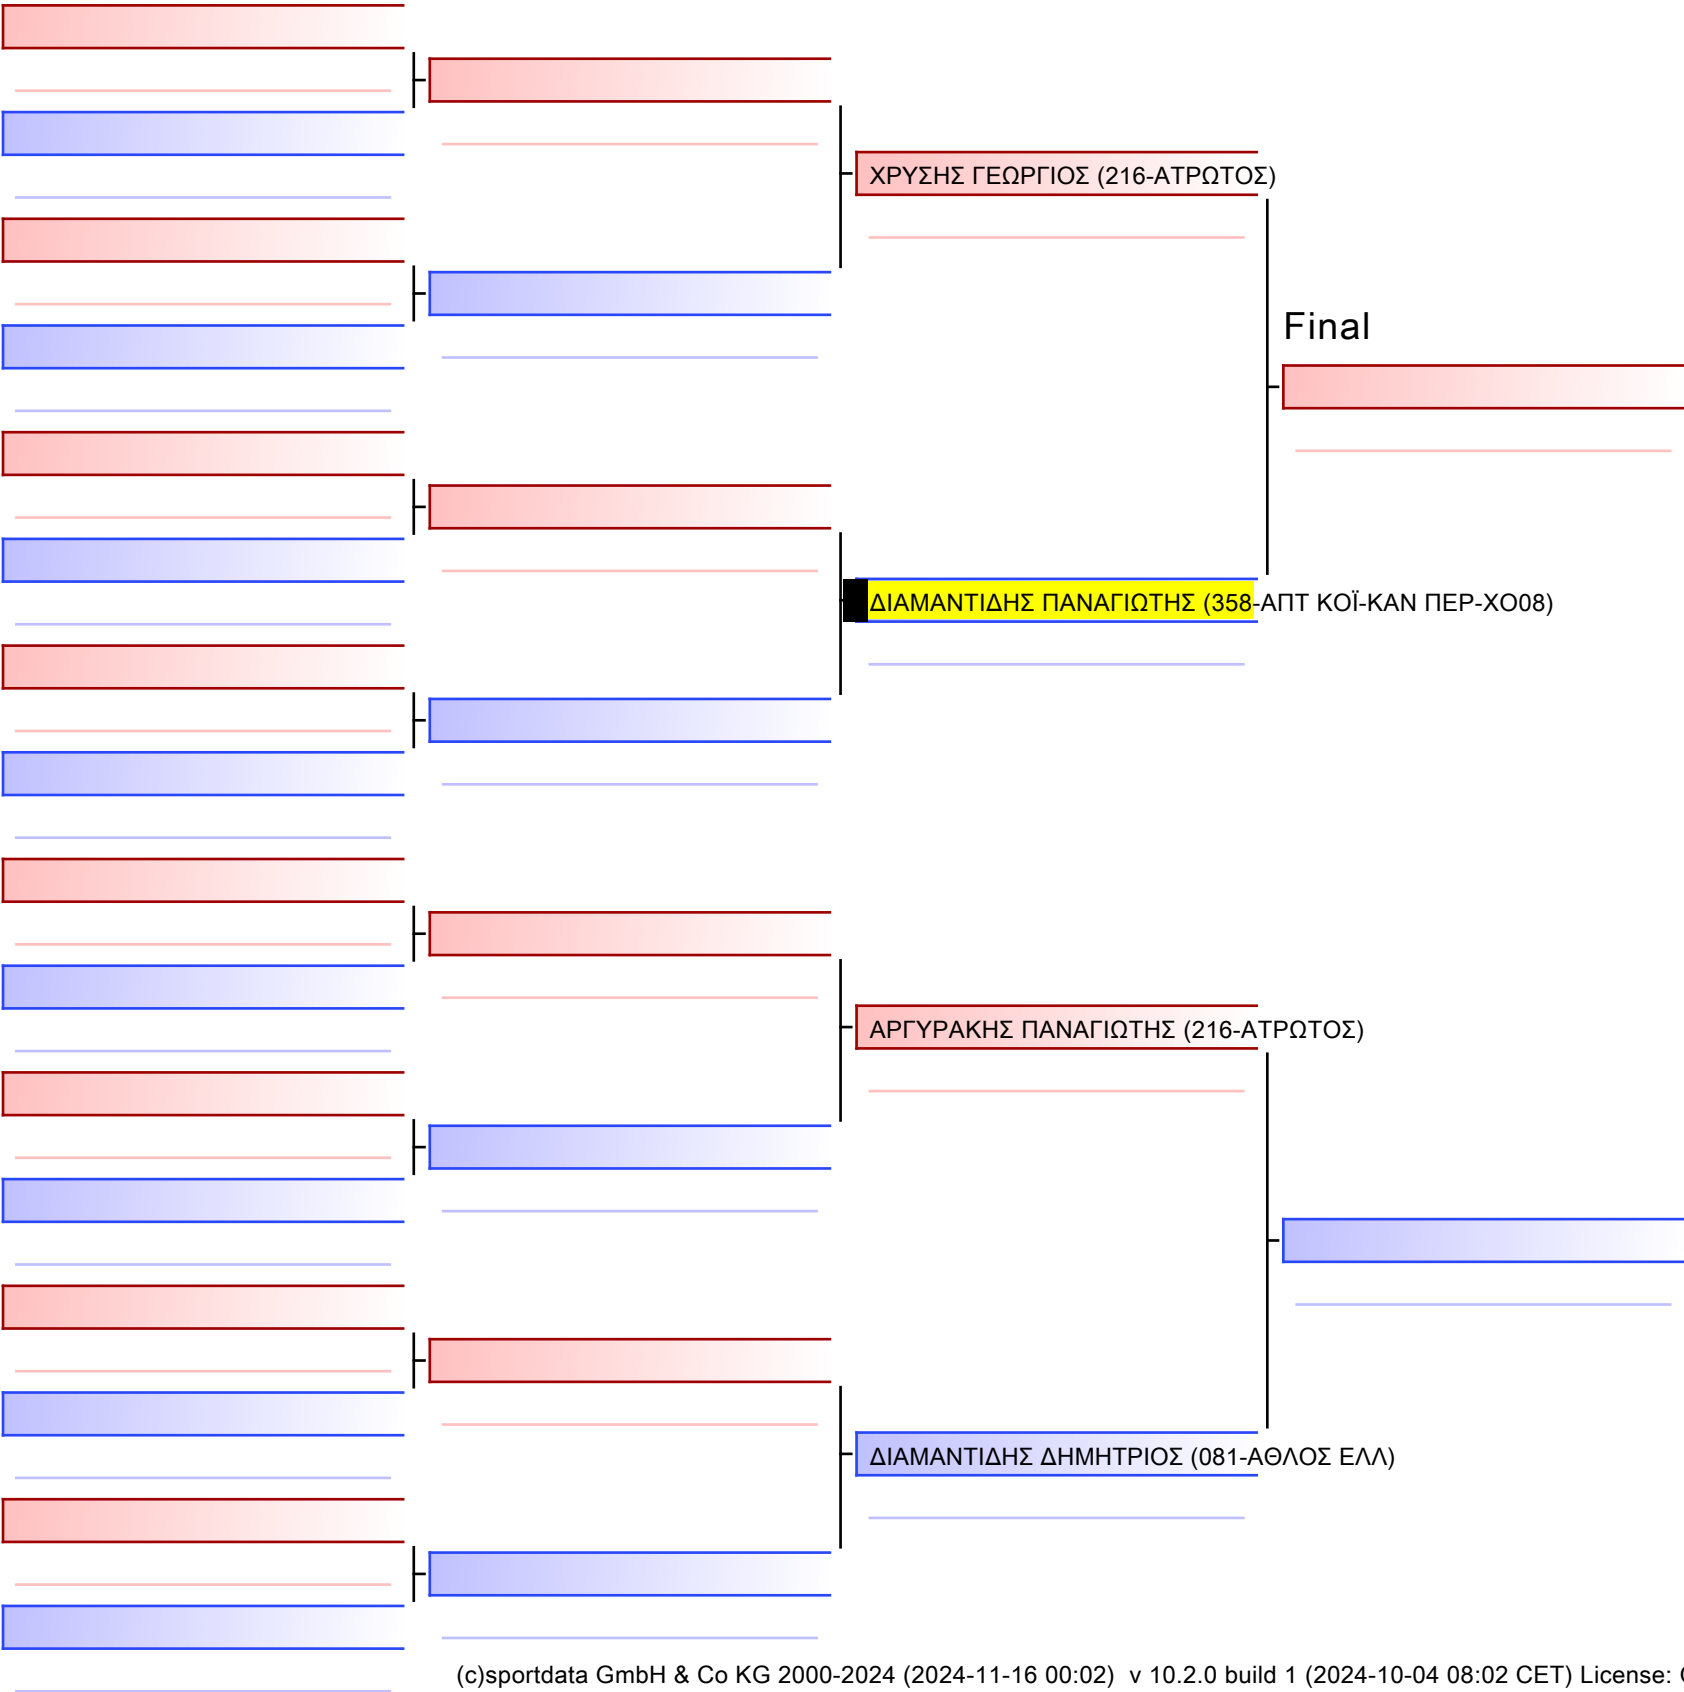 ΧΡΥΣΗΣ ΓΕΩΡΓΙΟΣ (216-ΑΤΡΩΤΟΣ)
Final
ΔΙΑΜΑΝΤΙΔΗΣ ΠΑΝΑΓΙΩΤΗΣ (358-ΑΠΤ ΚΟΪ-ΚΑΝ ΠΕΡ-ΧΟ08)
ΑΡΓΥΡΑΚΗΣ ΠΑΝΑΓΙΩΤΗΣ (216-ΑΤΡΩΤΟΣ)
ΔΙΑΜΑΝΤΙΔΗΣ ΔΗΜΗΤΡΙΟΣ (081-ΑΘΛΟΣ ΕΛΛ)
(c)sportdata GmbH & Co KG 2000-2024 (2024-11-16 00:02) v 10.2.0 build 1 (2024-10-04 08:02 CET) License: